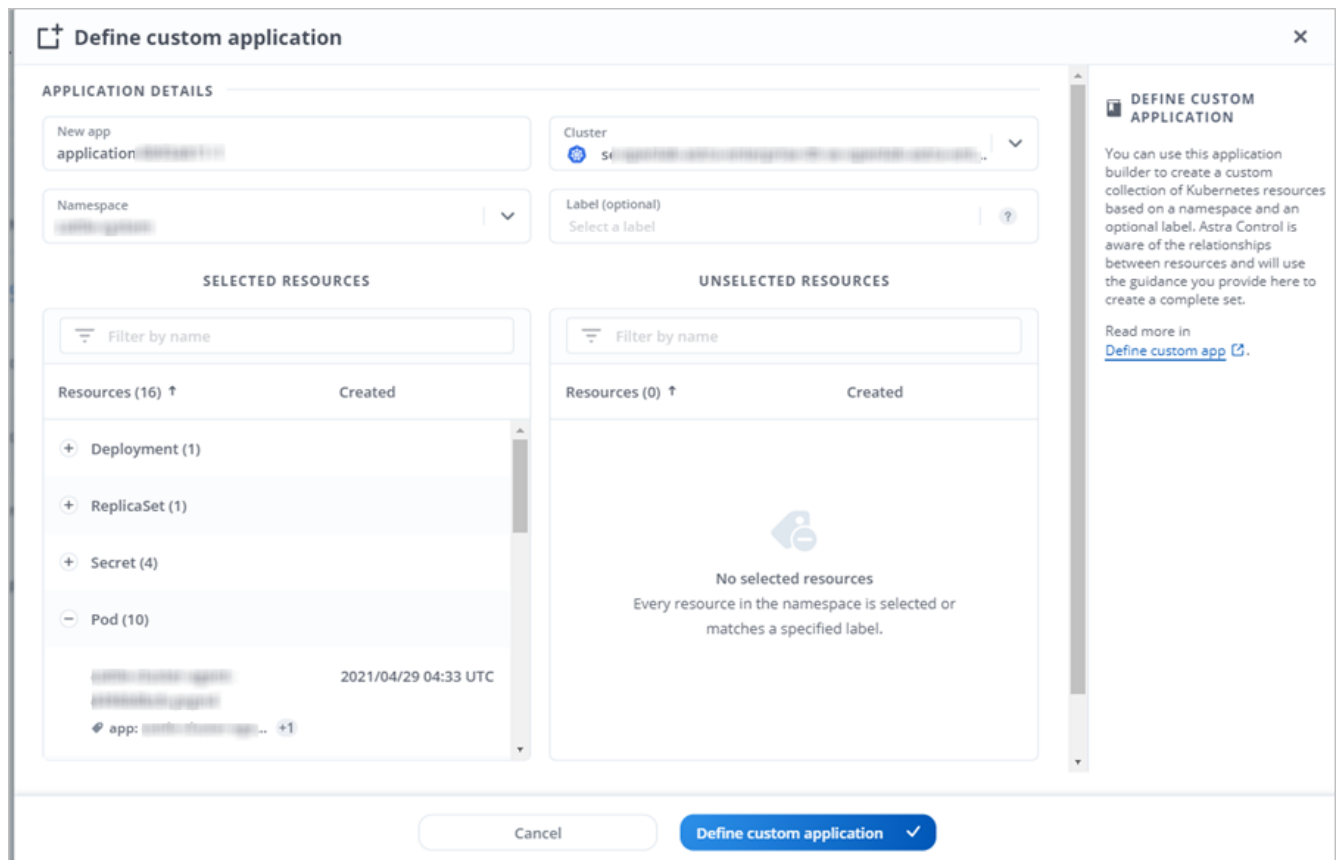 Define custom application
APPLICATION DETAILS
New app
application
Cluster
Namespace
Label (optional)
Select a label
?
SELECTED RESOURCES
Filter by name
Resources (16) ↑ Created
Deployment (1)
ReplicaSet (1)
Secret (4)
Pod (10)
2021/04/29 04:33 UTC
app: +1
UNSELECTED RESOURCES
Filter by name
Resources (0) ↑ Created
No selected resources
Every resource in the namespace is selected or
matches a specified label.
DEFINE CUSTOM
APPLICATION
You can use this application
builder to create a custom
collection of Kubernetes resources
based on a namespace and an
optional label. Astra Control is
aware of the relationships
between resources and will use
the guidance you provide here to
create a complete set.
Read more in
Define custom app.
Cancel
Define custom application